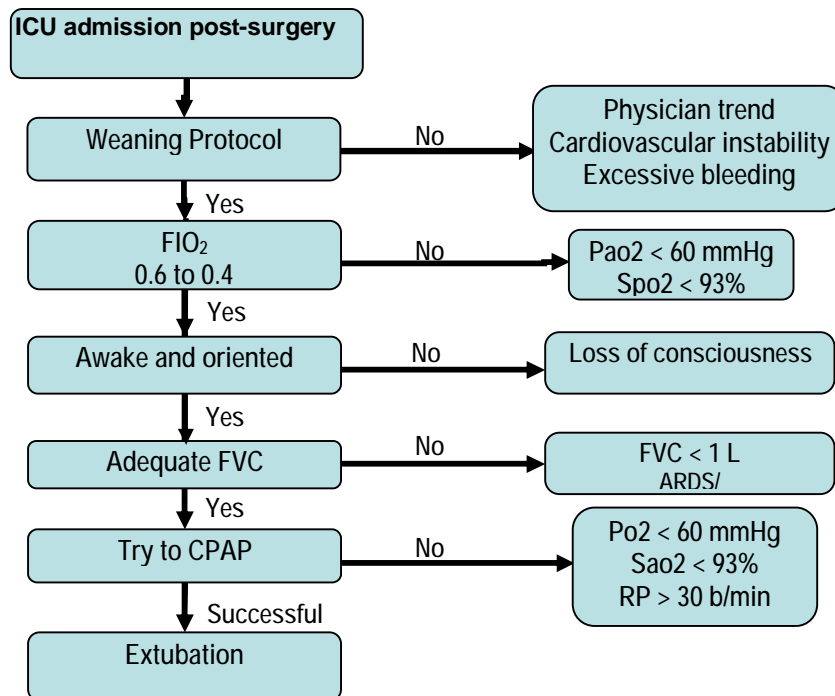 ICU admission post-surgery
Weaning Protocol
No
Physician trend
Cardiovascular instability
Excessive bleeding
Yes
FIO₂
0.6 to 0.4
No
Pao2 < 60 mmHg
Spo2 < 93%
Yes
Awake and oriented
No
Loss of consciousness
Yes
Adequate FVC
No
FVC < 1 L
ARDS/
Yes
Try to CPAP
No
Po2 < 60 mmHg
Sao2 < 93%
RP > 30 b/min
Successful
Extubation